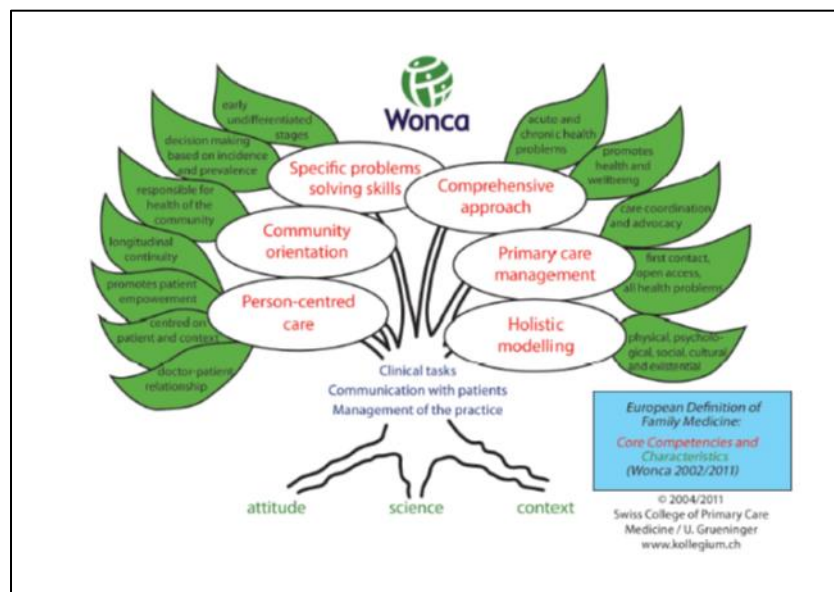 Wonca
early
undifferentiated
stages
decision making
based on incidence
and prevalence
responsible for
health of the
community
longitudinal
continuity
promotes patient
empowerment
centred on
patient and context
doctor-patient
relationship
Specific problems
solving skills
Community
orientation
Person-centred
care
Comprehensive
approach
Primary care
management
Holistic
modelling
acute and
chronic health
problems
promotes
health and
wellbeing
care coordination
and advocacy
first contact,
open access,
all health problems
physical, psycholo-
gical, social, cultural
and existential
Clinical tasks
Communication with patients
Management of the practice
attitude
science
context
European Definition of
Family Medicine:
Core Competencies and
Characteristics
(Wonca 2002/2011)
© 2004/2011
Swiss College of Primary Care
Medicine / U. Grueninger
www.kollegium.ch